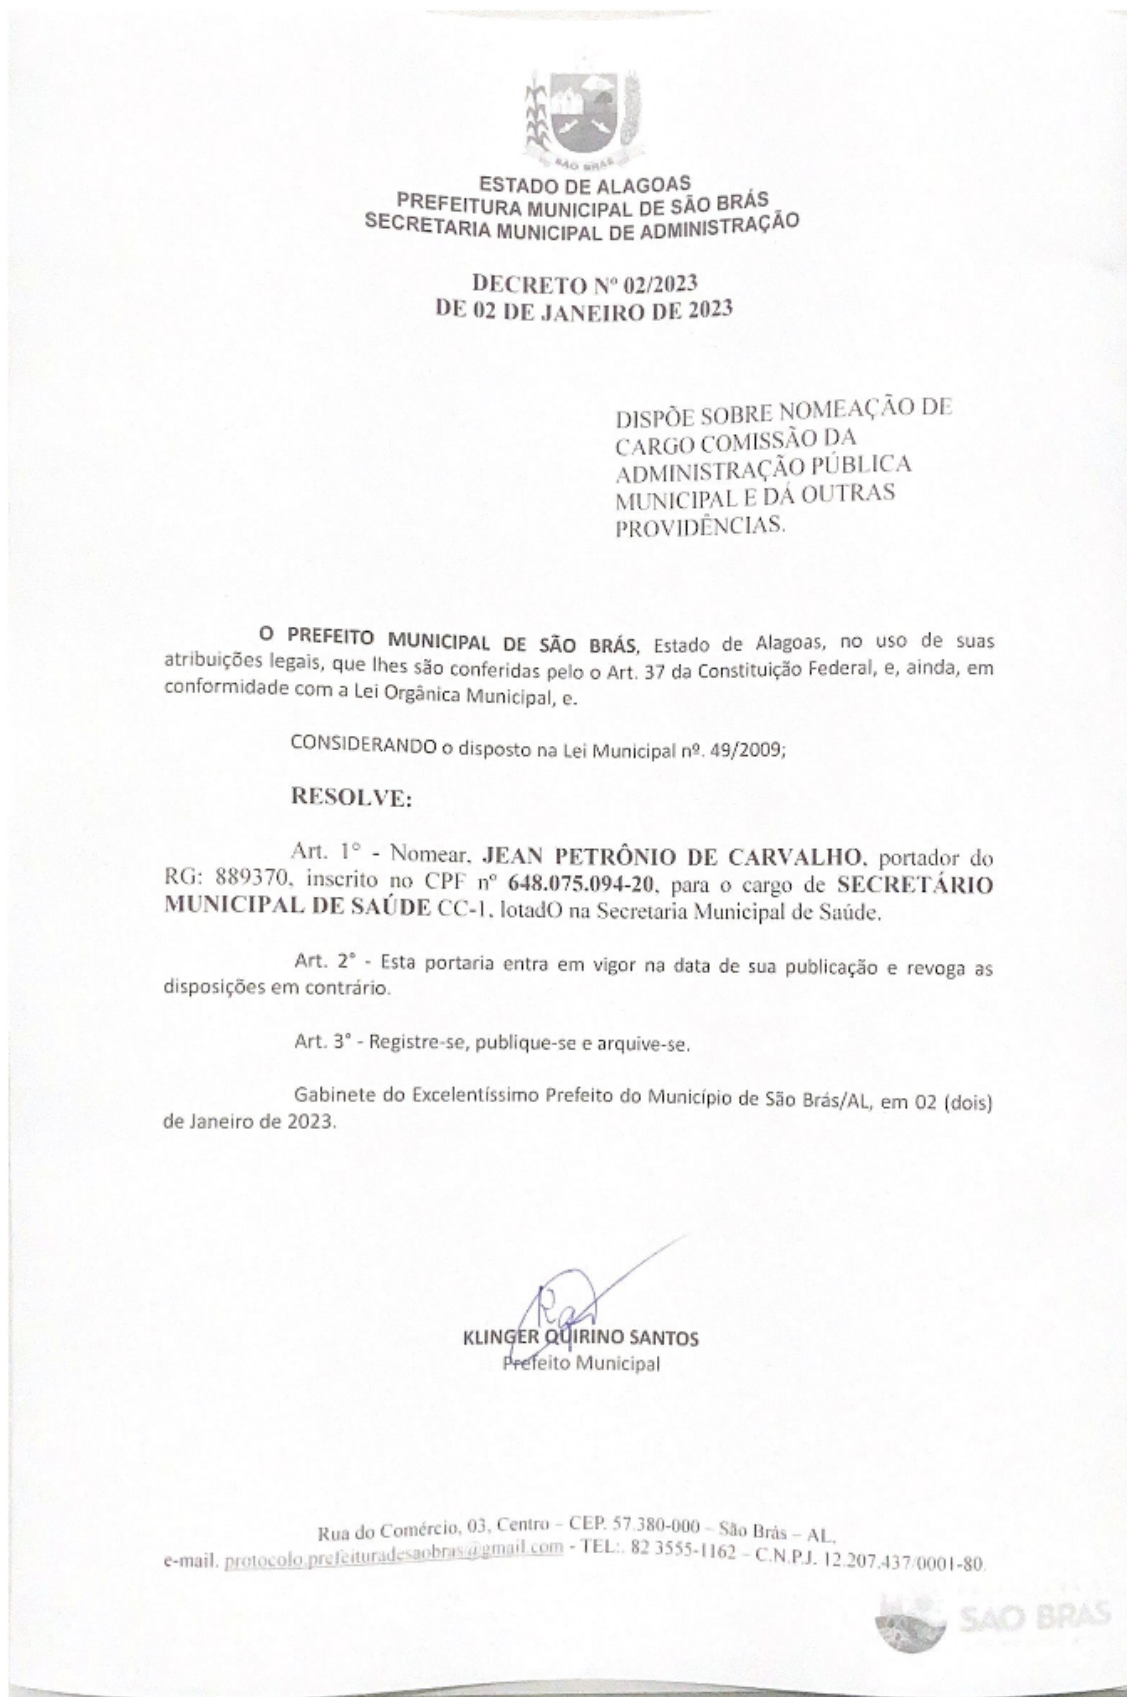 SÃO BRÁS
ESTADO DE ALAGOAS
PREFEITURA MUNICIPAL DE SÃO BRÁS
SECRETARIA MUNICIPAL DE ADMINISTRAÇÃO
DECRETO Nº 02/2023
DE 02 DE JANEIRO DE 2023
DISPÕE SOBRE NOMEAÇÃO DE
CARGO COMISSÃO DA
ADMINISTRAÇÃO PÚBLICA
MUNICIPAL E DÁ OUTRAS
PROVIDÊNCIAS.
O PREFEITO MUNICIPAL DE SÃO BRÁS, Estado de Alagoas, no uso de suas
atribuições legais, que lhes são conferidas pelo o Art. 37 da Constituição Federal, e, ainda, em
conformidade com a Lei Orgânica Municipal, e.
CONSIDERANDO o disposto na Lei Municipal nº. 49/2009;
RESOLVE:
Art. 1° - Nomear, JEAN PETRÔNIO DE CARVALHO, portador do
RG: 889370, inscrito no CPF nº 648.075.094-20, para o cargo de SECRETÁRIO
MUNICIPAL DE SAÚDE CC-1, lotadO na Secretaria Municipal de Saúde.
Art. 2° - Esta portaria entra em vigor na data de sua publicação e revoga as
disposições em contrário.
Art. 3° - Registre-se, publique-se e arquive-se.
Gabinete do Excelentíssimo Prefeito do Município de São Brás/AL, em 02 (dois)
de Janeiro de 2023.
KLINGER QUIRINO SANTOS
Prefeito Municipal
Rua do Comércio, 03, Centro – CEP. 57.380-000 – São Brás – AL.
e-mail. protocolo.prefeituradesaobras@gmail.com - TEL:. 82 3555-1162 – C.N.P.J. 12.207.437/0001-80.
SÃO BRÁS